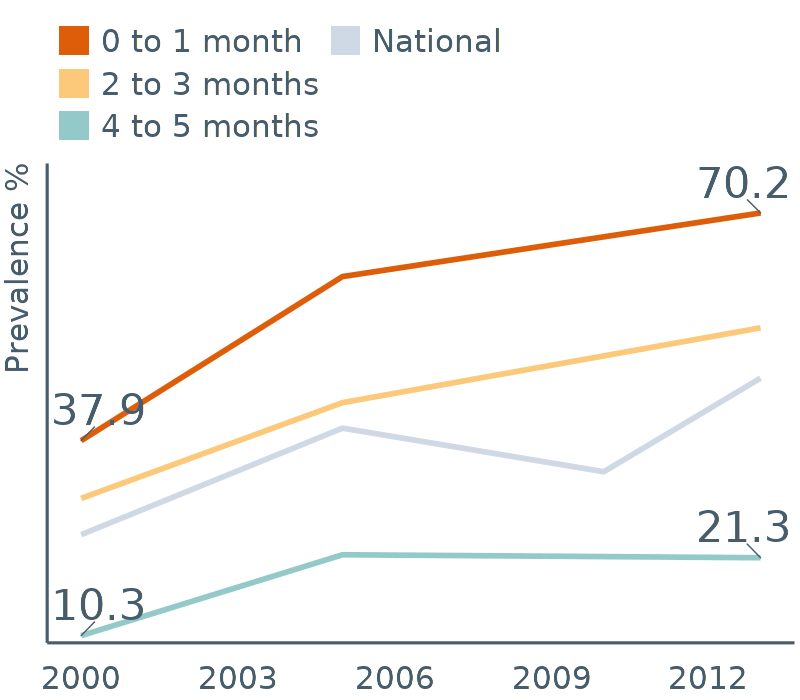 0 to 1 month National
2 to 3 months
4 to 5 months
Prevalence %
70.2
37.9
21.3
10.3
2000 2003 2006 2009 2012